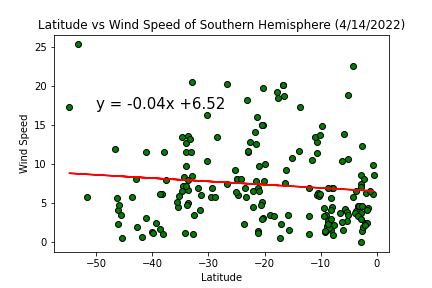 Latitude vs Wind Speed of Southern Hemisphere (4/14/2022)
25
20
15
10
5
0
Wind Speed
y = -0.04x +6.52
−50 −40 −30 −20 −10 0
Latitude